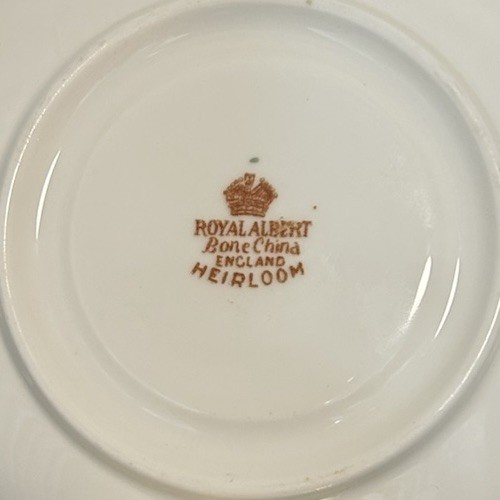 ROYAL ALBERT
Bone China
ENGLAND
HEIRLOOM